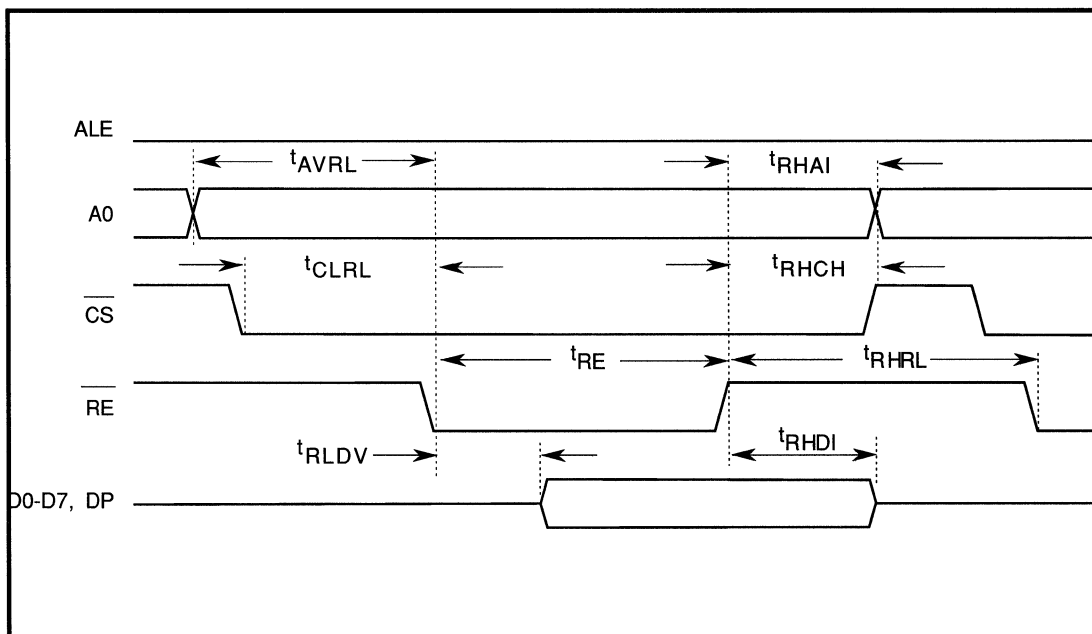 ALE
tAVRL tRHAI
A0
tCLRL tRHCH
CS
tRE tRHRL
RE
tRLDV tRHDI
D0-D7, DP